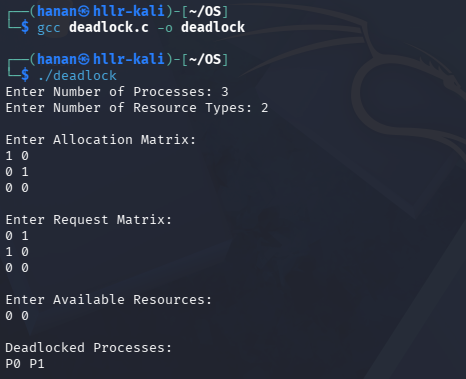 ┌──(hanan㉿hllr-kali)-[~/OS]
└─$ gcc deadlock.c -o deadlock
┌──(hanan㉿hllr-kali)-[~/OS]
└─$ ./deadlock
Enter Number of Processes: 3
Enter Number of Resource Types: 2
Enter Allocation Matrix:
1 0
0 1
0 0
Enter Request Matrix:
0 1
1 0
0 0
Enter Available Resources:
0 0
Deadlocked Processes:
P0 P1